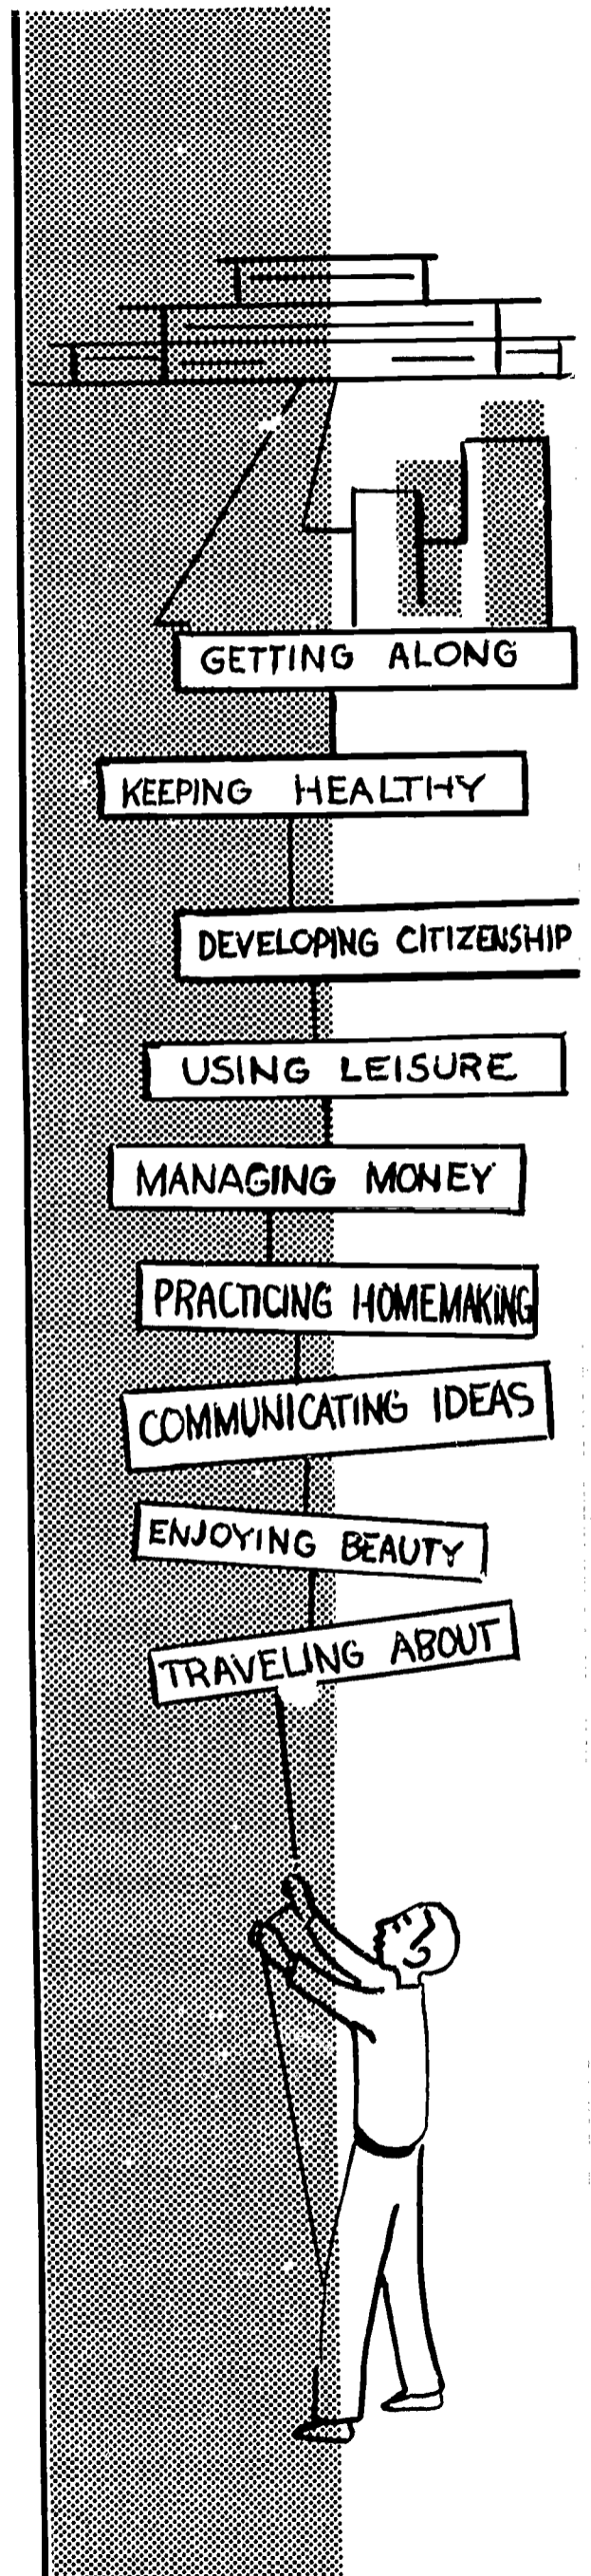 GETTING ALONG
KEEPING HEALTHY
DEVELOPING CITIZENSHIP
USING LEISURE
MANAGING MONEY
PRACTICING HOMEMAKING
COMMUNICATING IDEAS
ENJOYING BEAUTY
TRAVELING ABOUT